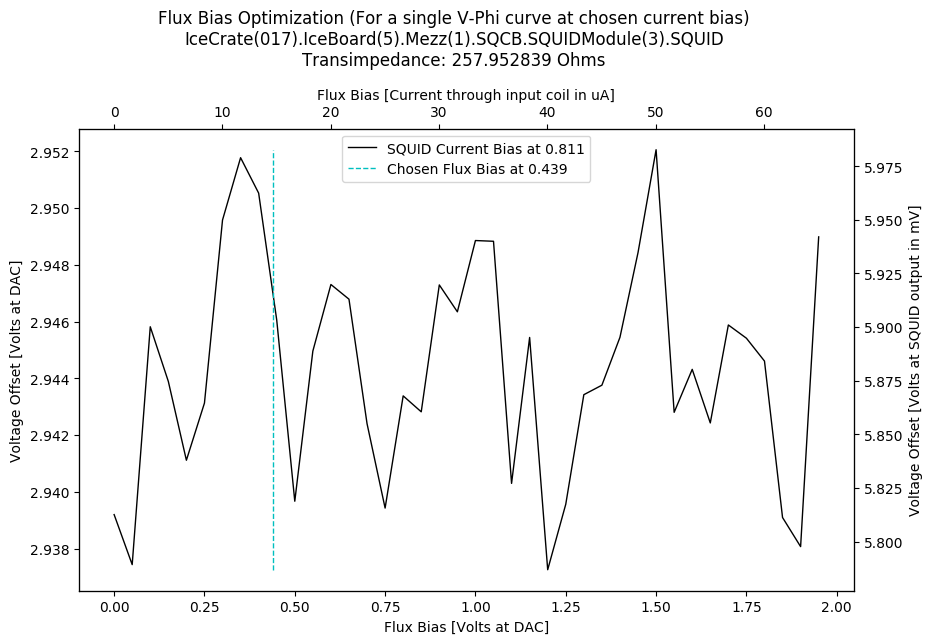 Flux Bias Optimization (For a single V-Phi curve at chosen current bias)
IceCrate(017).IceBoard(5).Mezz(1).SQCB.SQUIDModule(3).SQUID
Transimpedance: 257.952839 Ohms
Flux Bias [Current through input coil in uA]
0 10 20 30 40 50 60
SQUID Current Bias at 0.811
Chosen Flux Bias at 0.439
Voltage Offset [Volts at DAC]
2.952
2.950
2.948
2.946
2.944
2.942
2.940
2.938
5.975
5.950
5.925
5.900
5.875
5.850
5.825
5.800
Voltage Offset [Volts at SQUID output in mV]
0.00 0.25 0.50 0.75 1.00 1.25 1.50 1.75 2.00
Flux Bias [Volts at DAC]